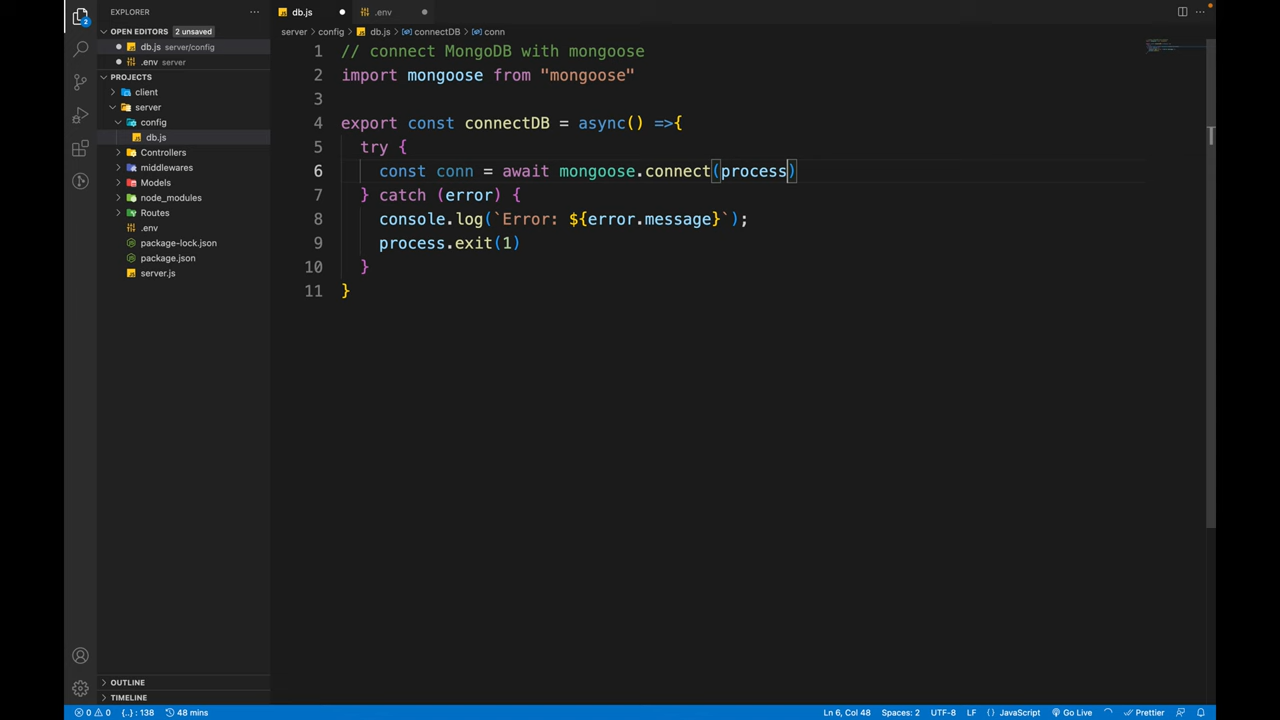 EXPLORER
db.js
.env
OPEN EDITORS 2 unsaved
server > config > db.js > connectDB > conn
db.js server/config
.env server
PROJECTS
client
server
config
db.js
Controllers
middlewares
Models
node_modules
Routes
.env
package-lock.json
package.json
server.js
OUTLINE
TIMELINE
2
1 // connect MongoDB with mongoose
2 import mongoose from "mongoose"
3
4 export const connectDB = async() =>{
5 try {
6 const conn = await mongoose.connect(process)
7 } catch (error) {
8 console.log(`Error: ${error.message}`);
9 process.exit(1)
10 }
11 }
0 0 {..} : 138 48 mins Ln 6, Col 48 Spaces: 2 UTF-8 LF {} JavaScript Go Live Prettier